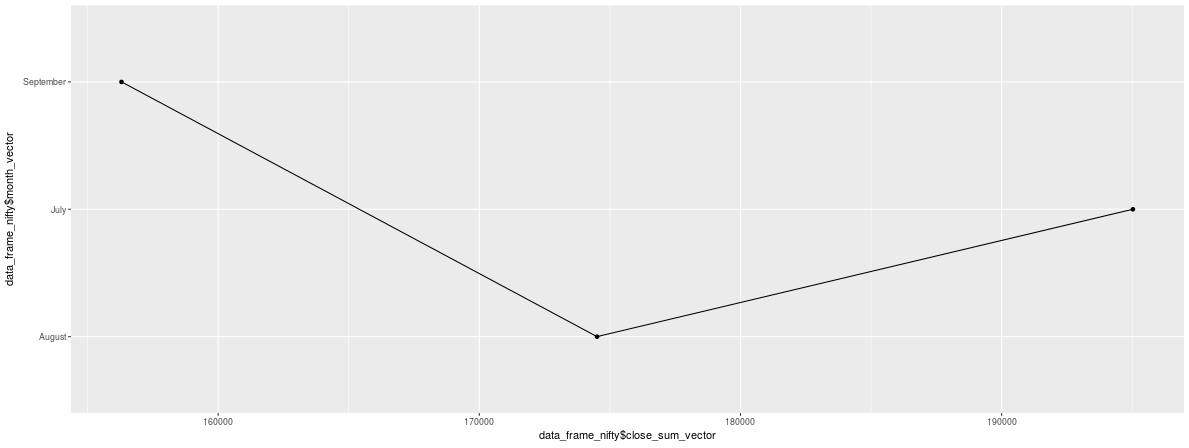 data_frame_nifty$month_vector
September
July
August
160000 170000 180000 190000
data_frame_nifty$close_sum_vector